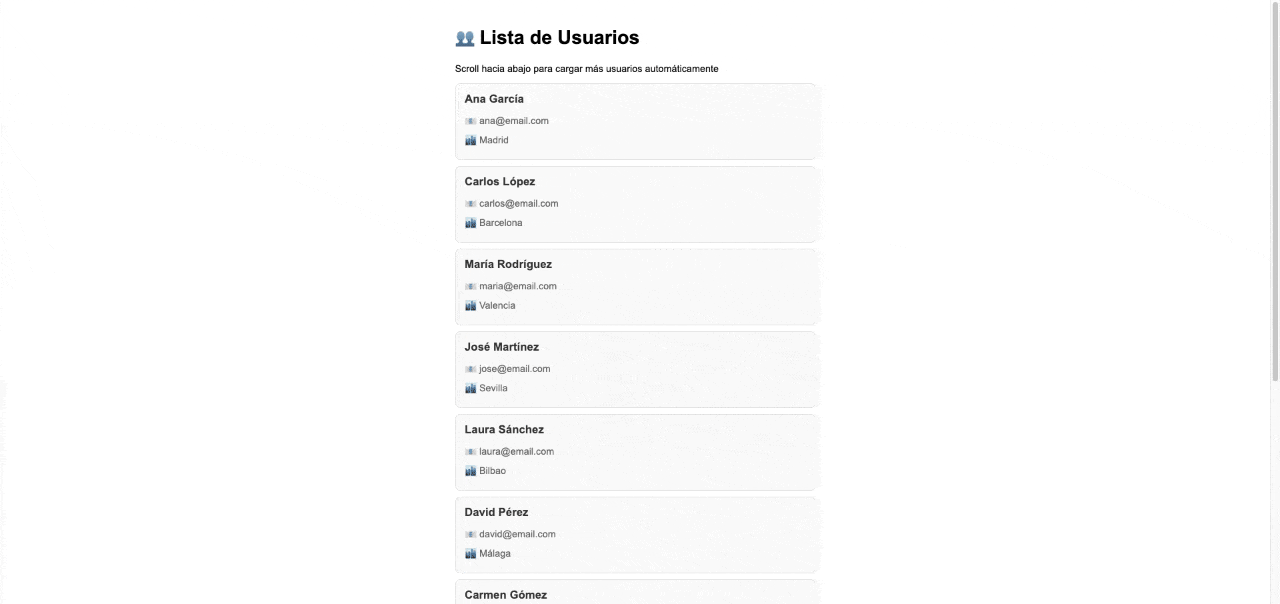 👥 Lista de Usuarios
Scroll hacia abajo para cargar más usuarios automáticamente
Ana García
📧 ana@email.com
🏙️ Madrid
Carlos López
📧 carlos@email.com
🏙️ Barcelona
María Rodríguez
📧 maria@email.com
🏙️ Valencia
José Martínez
📧 jose@email.com
🏙️ Sevilla
Laura Sánchez
📧 laura@email.com
🏙️ Bilbao
David Pérez
📧 david@email.com
🏙️ Málaga
Carmen Gómez